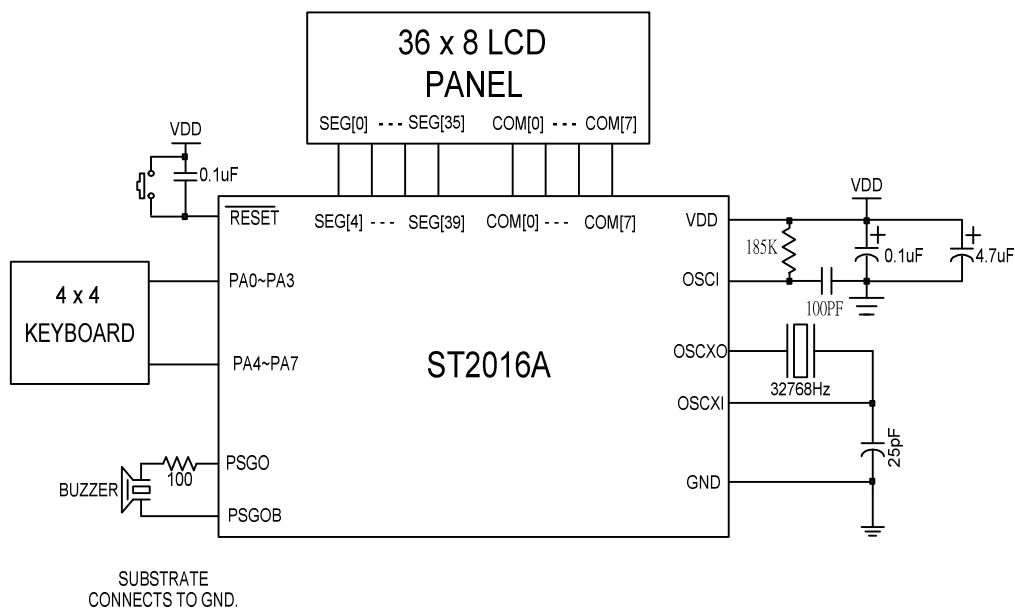 36 x 8 LCD
PANEL
SEG[0] --- SEG[35] COM[0] --- COM[7]
VDD
0.1uF
RESET
SEG[4] --- SEG[39] COM[0] --- COM[7]
VDD
VDD
185K
0.1uF
4.7uF
4 x 4
KEYBOARD
PA0~PA3
OSCI
100PF
PA4~PA7
ST2016A
OSCXO
32768Hz
OSCXI
25pF
BUZZER
100
PSGO
GND
PSGOB
SUBSTRATE
CONNECTS TO GND.